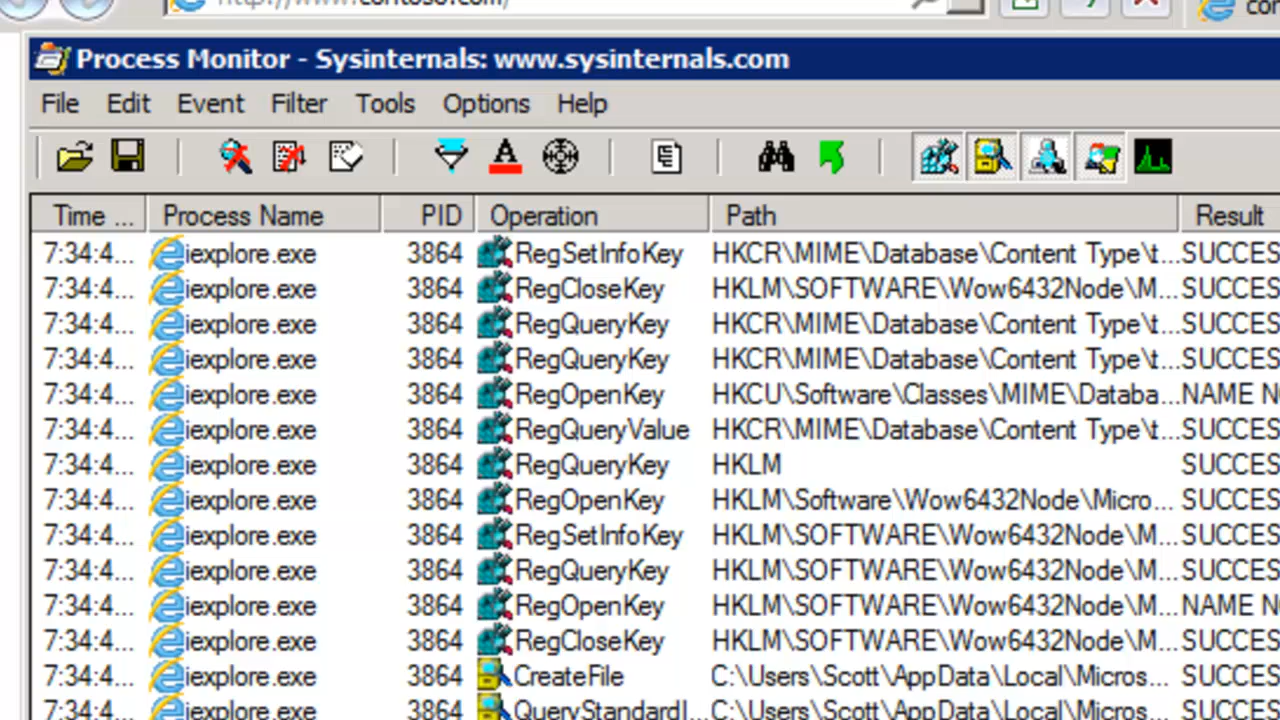 http://www.contoso.com/
Process Monitor - Sysinternals: www.sysinternals.com
File Edit Event Filter Tools Options Help
Time ... Process Name PID Operation Path Result
7:34:4... iexplore.exe 3864 RegSetInfoKey HKCR\MIME\Database\Content Type\t... SUCCES
7:34:4... iexplore.exe 3864 RegCloseKey HKLM\SOFTWARE\Wow6432Node\M... SUCCES
7:34:4... iexplore.exe 3864 RegQueryKey HKCR\MIME\Database\Content Type\t... SUCCES
7:34:4... iexplore.exe 3864 RegQueryKey HKCR\MIME\Database\Content Type\t... SUCCES
7:34:4... iexplore.exe 3864 RegOpenKey HKCU\Software\Classes\MIME\Databa... NAME N
7:34:4... iexplore.exe 3864 RegQueryValue HKCR\MIME\Database\Content Type\t... SUCCES
7:34:4... iexplore.exe 3864 RegQueryKey HKLM SUCCES
7:34:4... iexplore.exe 3864 RegOpenKey HKLM\Software\Wow6432Node\Micro... SUCCES
7:34:4... iexplore.exe 3864 RegSetInfoKey HKLM\SOFTWARE\Wow6432Node\M... SUCCES
7:34:4... iexplore.exe 3864 RegQueryKey HKLM\SOFTWARE\Wow6432Node\M... SUCCES
7:34:4... iexplore.exe 3864 RegOpenKey HKLM\SOFTWARE\Wow6432Node\M... NAME N
7:34:4... iexplore.exe 3864 RegCloseKey HKLM\SOFTWARE\Wow6432Node\M... SUCCES
7:34:4... iexplore.exe 3864 CreateFile C:\Users\Scott\AppData\Local\Micros... SUCCES
7:34:4... iexplore.exe 3864 QueryStandardI... C:\Users\Scott\AppData\Local\Micros... SUCCES